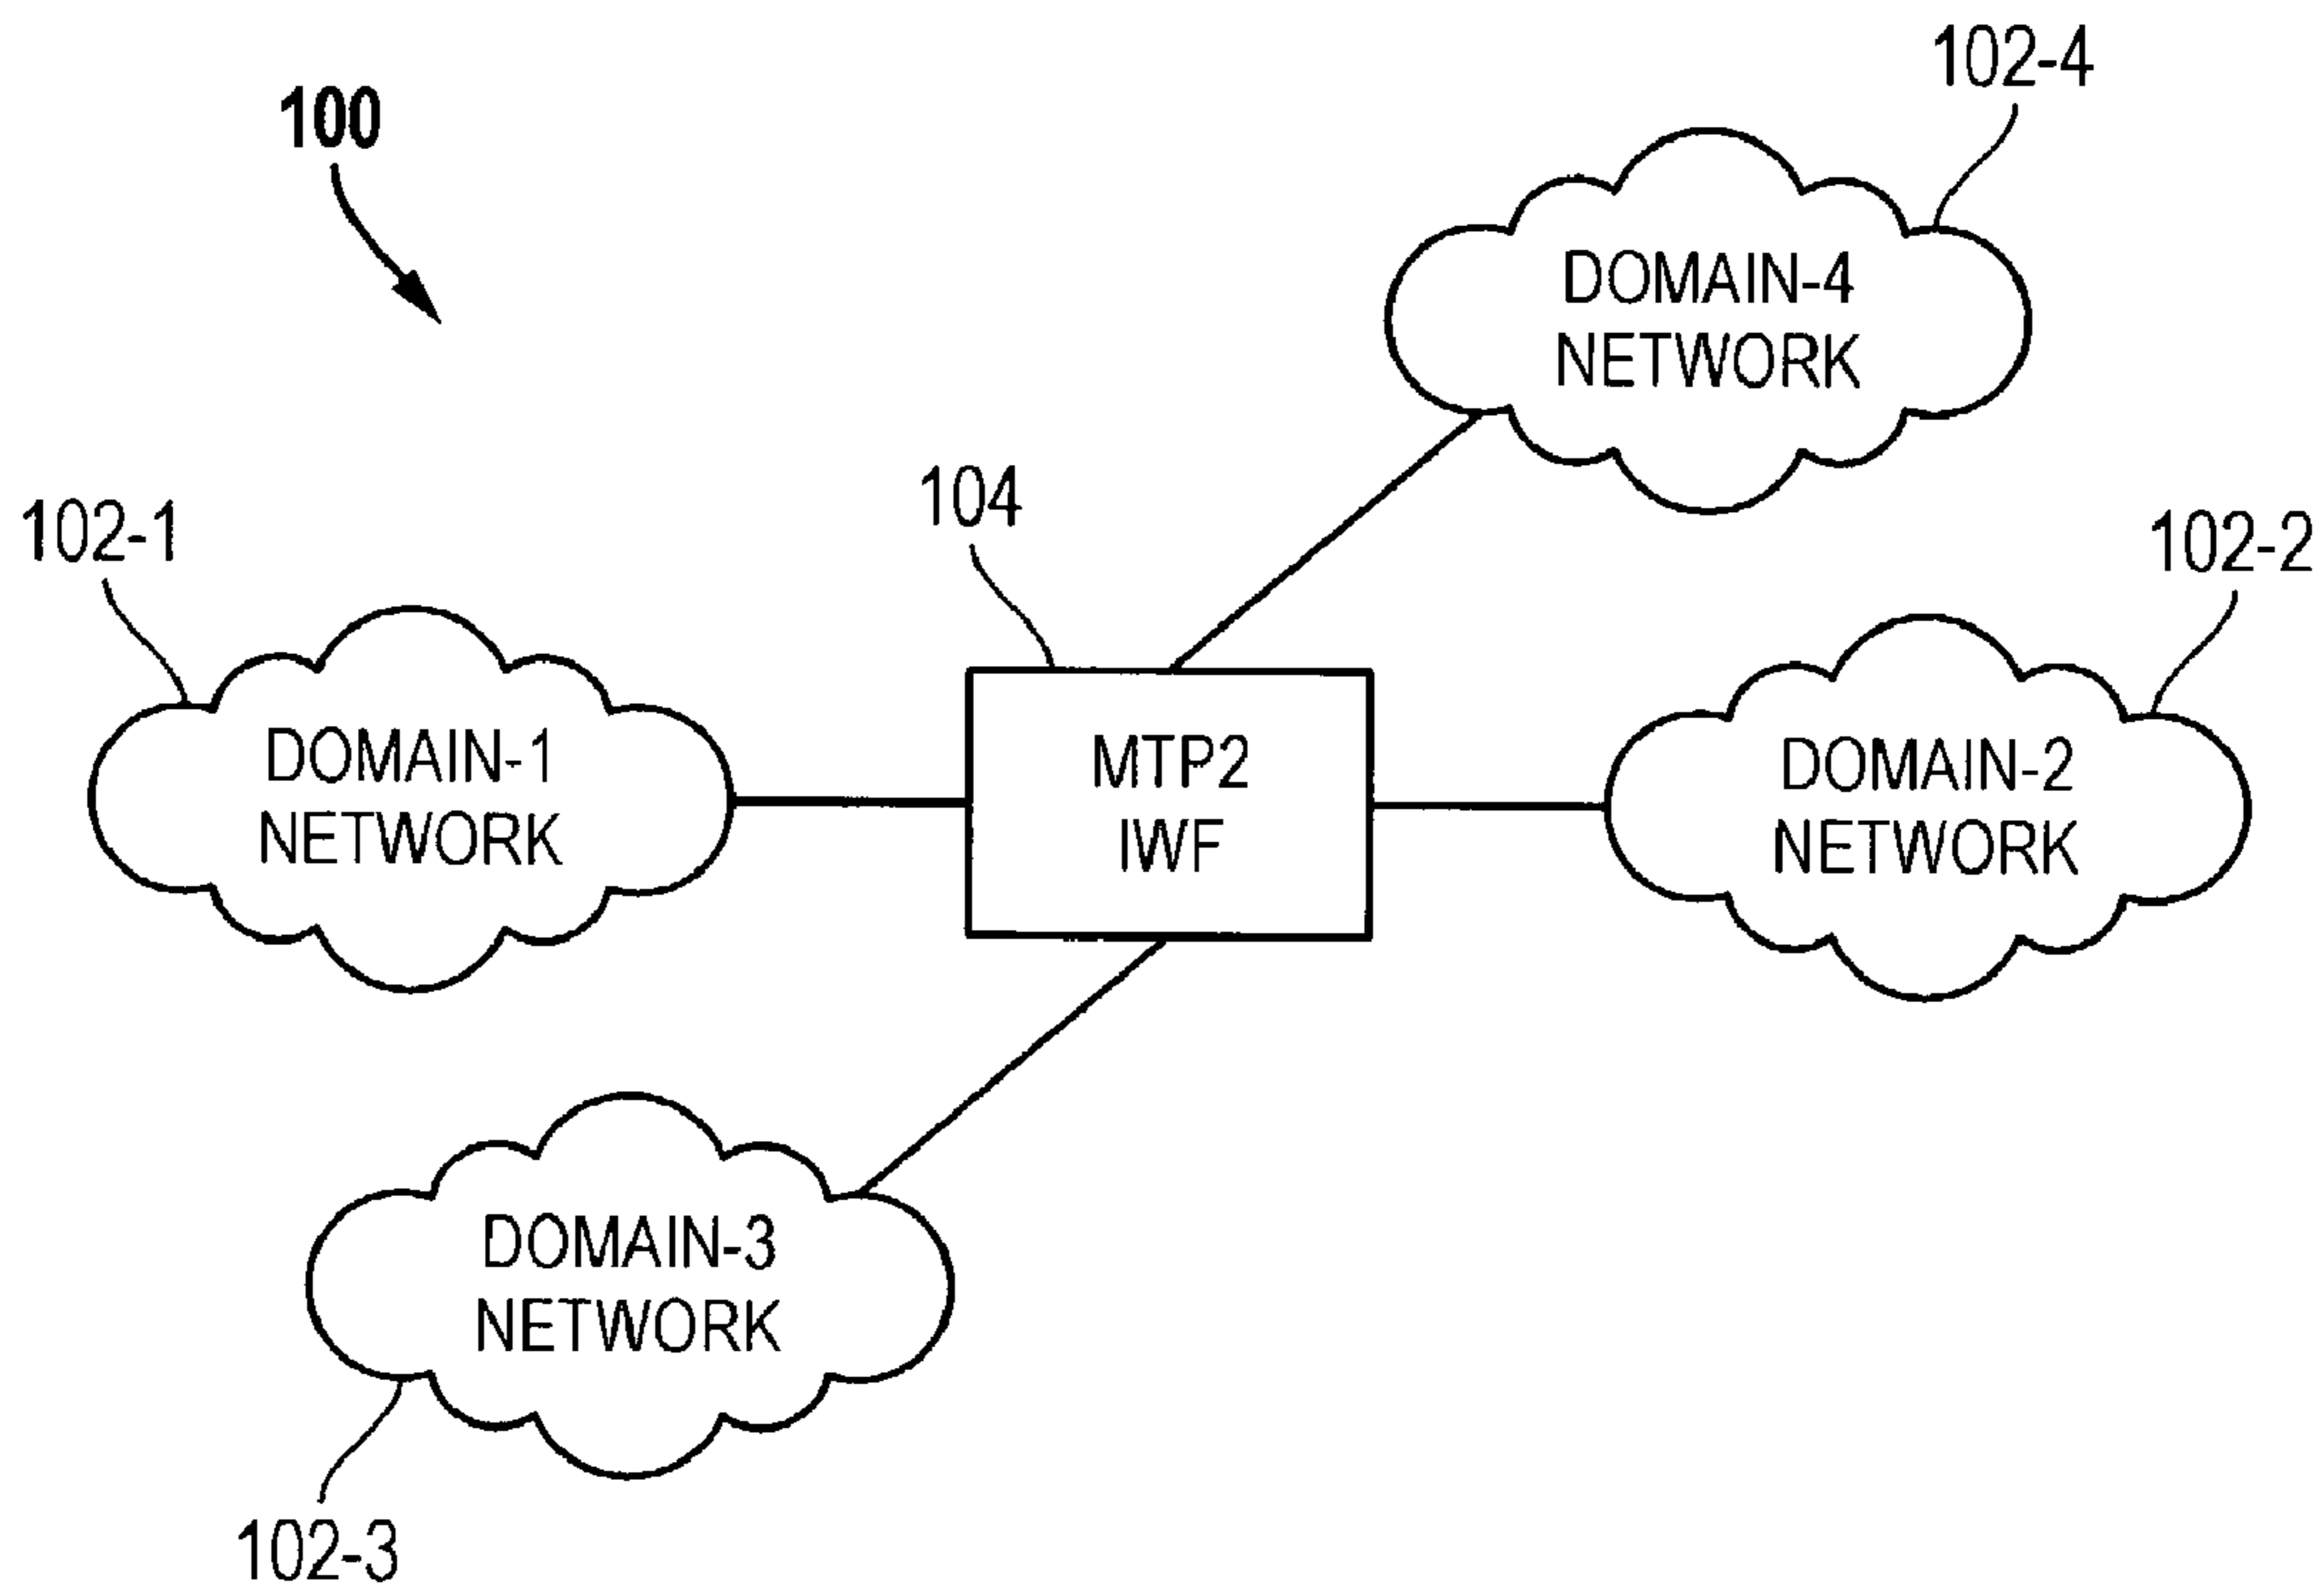 102-4
100
DOMAIN-4
NETWORK
104
102-1
102-2
DOMAIN-1
NETWORK
MTP2
IWF
DOMAIN-2
NETWORK
DOMAIN-3
NETWORK
102-3